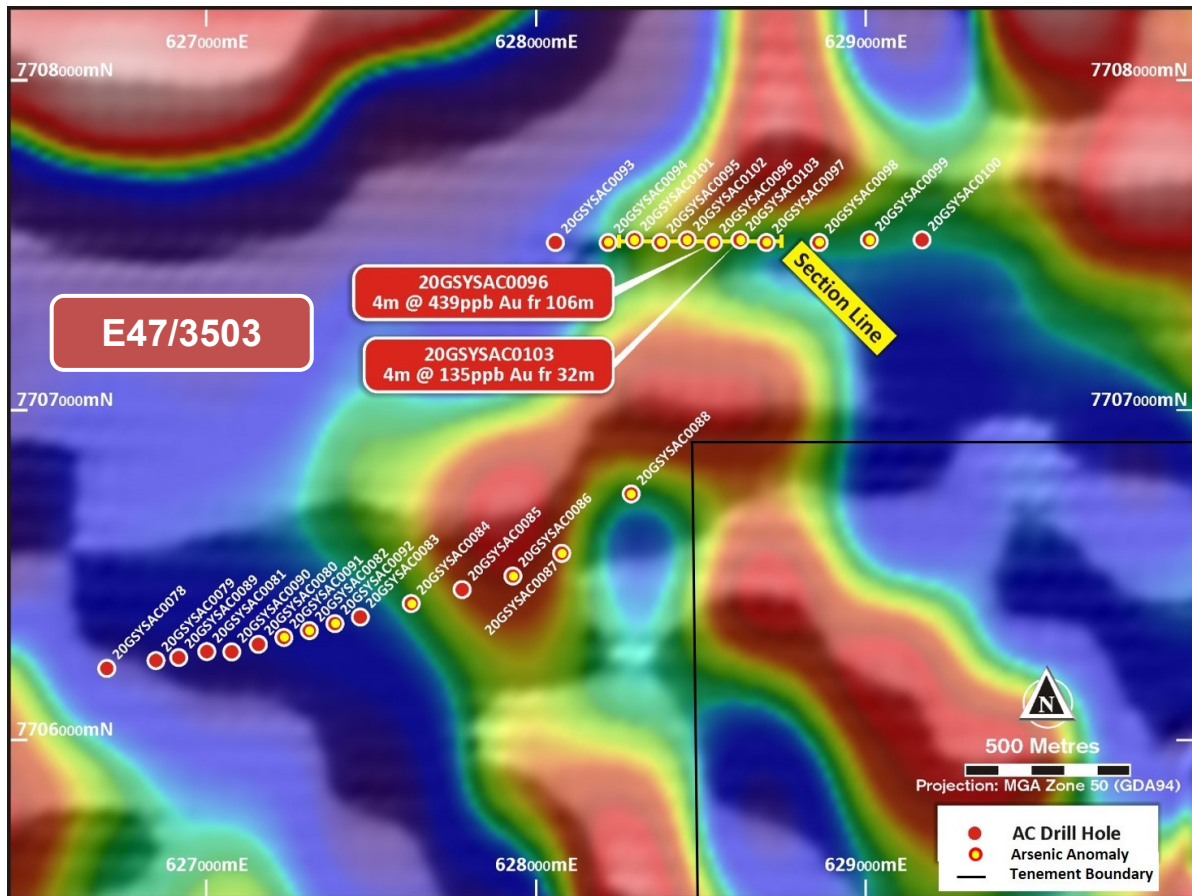 627000mE
628000mE
629000mE
7708000mN
7708000mN
20GSYSAC0093
20GSYSAC0094
20GSYSAC0101
20GSYSAC0095
20GSYSAC0102
20GSYSAC0096
20GSYSAC0103
20GSYSAC0097
20GSYSAC0098
20GSYSAC0099
20GSYSAC0100
20GSYSAC0096
4m @ 439ppb Au fr 106m
Section Line
E47/3503
20GSYSAC0103
4m @ 135ppb Au fr 32m
7707000mN
7707000mN
20GSYSAC0078
20GSYSAC0079
20GSYSAC0089
20GSYSAC0081
20GSYSAC0090
20GSYSAC0080
20GSYSAC0091
20GSYSAC0082
20GSYSAC0092
20GSYSAC0083
20GSYSAC0084
20GSYSAC0085
20GSYSAC0086
20GSYSAC0087
20GSYSAC0088
7706000mN
N
500 Metres
Projection: MGA Zone 50 (GDA94)
AC Drill Hole
Arsenic Anomaly
Tenement Boundary
627000mE
628000mE
629000mE